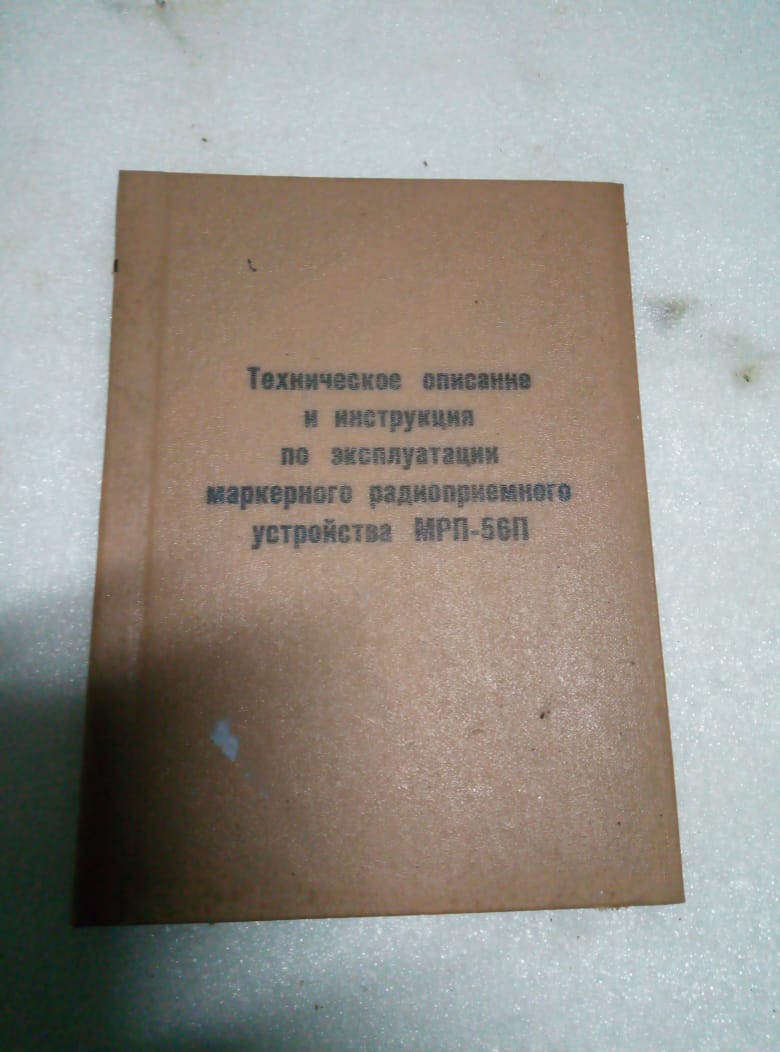 Техническое описание
и инструкция
по эксплуатации
маркерного радиоприемного
устройства МРП-56П